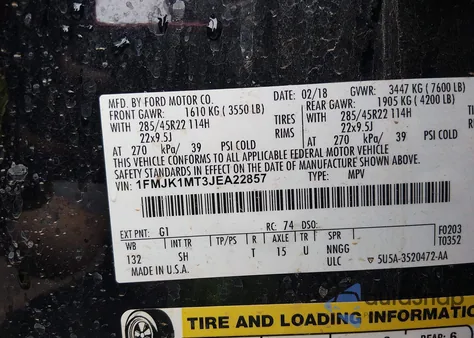 MFD. BY FORD MOTOR CO. 02/18 GVWR: 3447 KG ( 7600 LB)
FRONT GAWR: 1610 KG ( 3550 LB) REAR GAWR: 1905 KG ( 4200 LB)
WITH 285/45R22 114H TIRES WITH 285/45R22 114H
22x9.5J RIMS 22x9.5J
AT 270 kPa/ 39 PSI COLD AT 270 kPa/ 39 PSI COLD
THIS VEHICLE CONFORMS TO ALL APPLICABLE FEDERAL MOTOR VEHICLE
SAFETY STANDARDS IN EFFECT ON THE DATE OF MANUFACTURE SHOWN ABOVE.
VIN: 1FMJK1MT3JEA22857 TYPE: MPV
EXT PNT: G1 RC: 74 DSO: F0203
WB INT TR TP/PS R AXLE TR SPR T0352
132 SH T 15 U NNGG
MADE IN U.S.A. ULC 5U5A-3520472-AA
autosnap
TIRE AND LOADING INFORMATION
REAR: 6